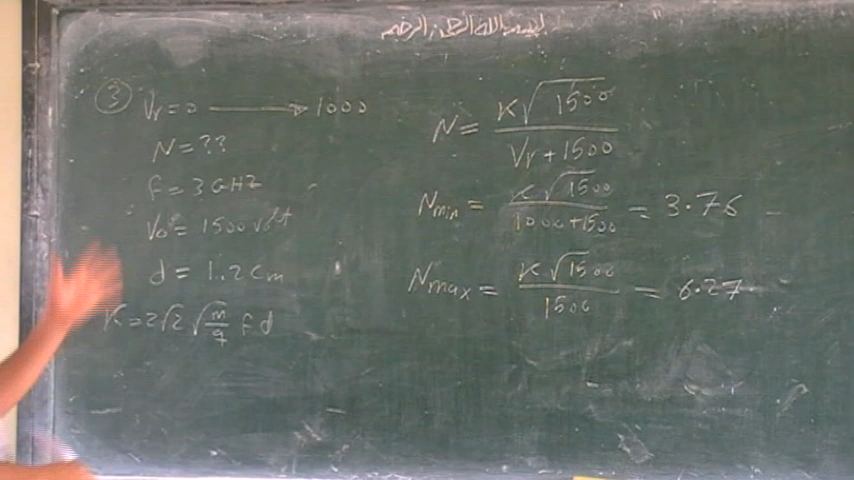 بسم الله الرحمن الرحيم
③ Vr = 0 → 1000
N = ??
f = 3 GHZ
Vo = 1500 volt
d = 1.2 cm
K = 2√2 √(m/q) f d
N = K√1500 / (Vr + 1500)
Nmin = K√1500 / (1000 + 1500) = 3.76
Nmax = K√1500 / 1500 = 6.27